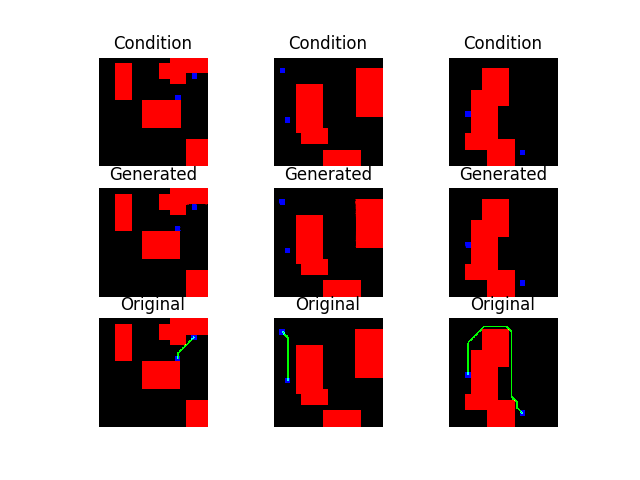 Condition Condition Condition
Generated Generated Generated
Original Original Original